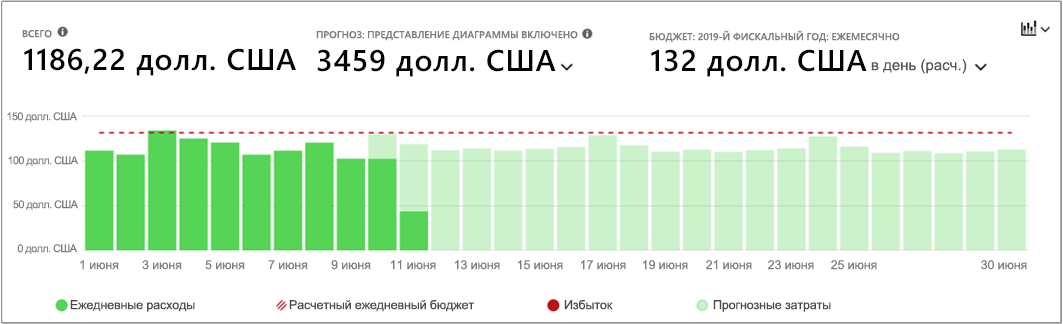 ВСЕГО
1186,22 долл. США
ПРОГНОЗ: ПРЕДСТАВЛЕНИЕ ДИАГРАММЫ ВКЛЮЧЕНО
3459 долл. США
БЮДЖЕТ: 2019-Й ФИСКАЛЬНЫЙ ГОД: ЕЖЕМЕСЯЧНО
132 долл. США в день (расч.)
150 долл. США
100 долл. США
50 долл. США
0 долл. США
1 июня 3 июня 5 июня 7 июня 9 июня 11 июня 13 июня 15 июня 17 июня 19 июня 21 июня 23 июня 25 июня 30 июня
Ежедневные расходы Расчетный ежедневный бюджет Избыток Прогнозные затраты